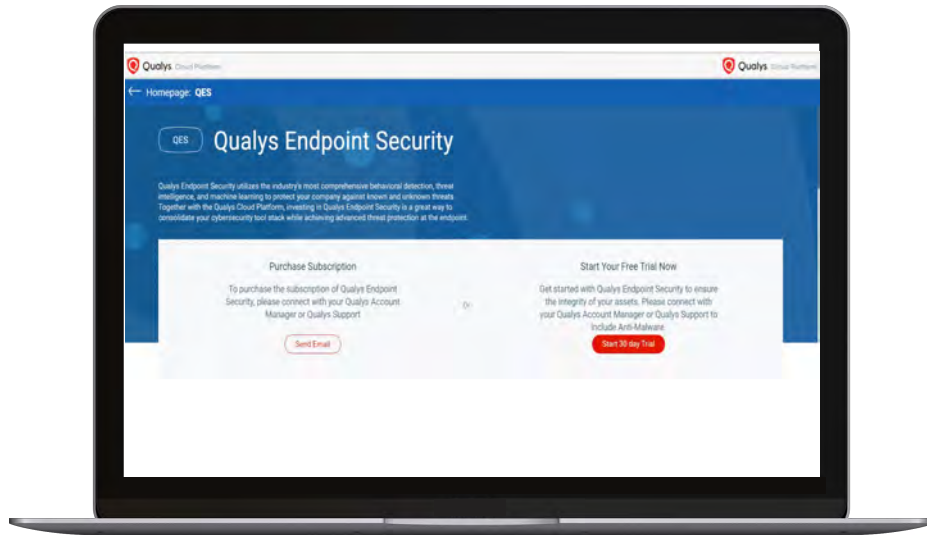 Qualys Cloud Platform
Qualys Cloud Platform
← Homepage: QES
QES
Qualys Endpoint Security
Qualys Endpoint Security utilizes the industry's most comprehensive behavioral detection, threat
intelligence, and machine learning to protect your company against known and unknown threats
Together with the Qualys Cloud Platform, investing in Qualys Endpoint Security is a great way to
consolidate your cybersecurity tool stack while achieving advanced threat protection at the endpoint.
Purchase Subscription
To purchase the subscription of Qualys Endpoint
Security, please connect with your Qualys Account
Manager or Qualys Support
Send Email
Or
Start Your Free Trial Now
Get started with Qualys Endpoint Security to ensure
the integrity of your assets. Please connect with
your Qualys Account Manager or Qualys Support to
include Anti-Malware
Start 30 day Trial